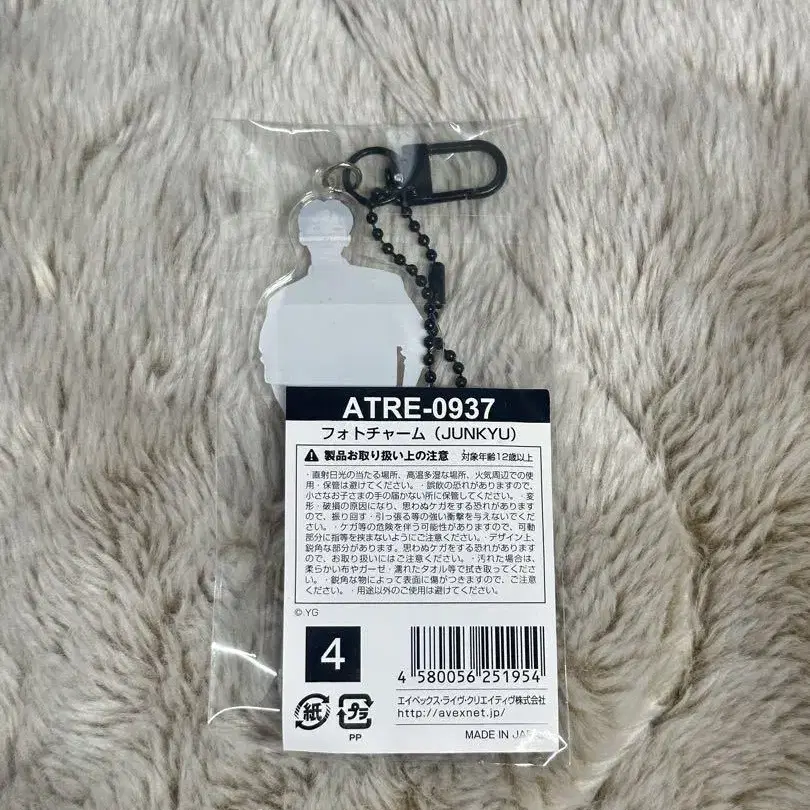 ATRE-0937
フォトチャーム（JUNKYU）
製品お取り扱い上の注意 対象年齢12歳以上
・直射日光の当たる場所、高温多湿な場所、火気周辺での使
用・保管は避けてください。・誤飲の恐れがありますので、
小さなお子さまの手の届かない所に保管してください。・変
形・破損の原因になり、思わぬケガをする恐れがあります
ので、振り回す・引っ張る等の強い衝撃を与えないでくだ
さい。・ケガ等の危険を伴う可能性がありますので、可動
部分に指等を挟まないようにご注意ください。・デザイン上、
鋭角な部分があります。思わぬケガをする恐れがあります
ので、お取り扱いにはご注意ください。・汚れた場合は、
柔らかい布やガーゼ・濡れたタオル等で拭き取ってくださ
い。・鋭角な物によって表面に傷がつきますので、ご注意
ください。・用途以外のご使用は避けてください。
© YG
4
4 580056 251954
エイベックス・ライヴ・クリエイティヴ株式会社
http://avexnet.jp/
紙
プラ
PP
MADE IN JAPAN